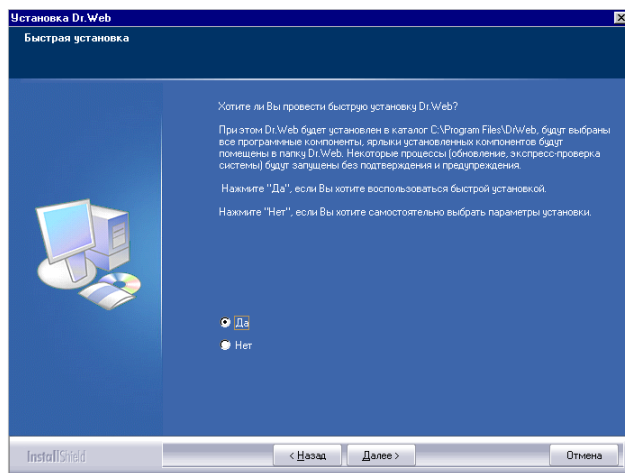 Установка Dr.Web
Быстрая установка
Хотите ли Вы провести быструю установку Dr.Web?
При этом Dr.Web будет установлен в каталог C:\Program Files\DrWeb, будут выбраны
все программные компоненты, ярлыки установленных компонентов будут
помещены в папку Dr.Web. Некоторые процессы (обновление, экспресс-проверка
системы) будут запущены без подтверждения и предупреждения.
Нажмите "Да", если Вы хотите воспользоваться быстрой установкой.
Нажмите "Нет", если Вы хотите самостоятельно выбрать параметры установки.
Да
Нет
InstallShield
< Назад
Далее >
Отмена